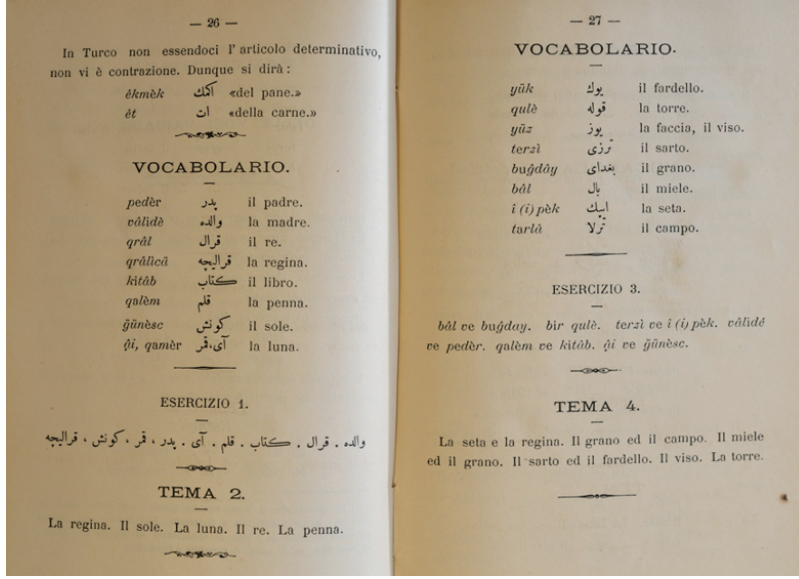 — 26 —
In Turco non essendoci l'articolo determinativo,
non vi è contrazione. Dunque si dirà:
èkmèk اكمك «del pane.»
èt ات «della carne.»
VOCABOLARIO.
pedèr پدر il padre.
vâlidè والده la madre.
qrâl قرال il re.
qrâlicâ قراليچه la regina.
kitâb كتاب il libro.
qalèm قلم la penna.
ğünèsc كونش il sole.
âi, qamèr آى،قمر la luna.
ESERCIZIO 1.
والده . قرال . كتاب . قلم . آى . پدر ، قمر ، كونش ، قراليچه
TEMA 2.
La regina. Il sole. La luna. Il re. La penna.
— 27 —
VOCABOLARIO.
yük يوك il fardello.
qulè قوله la torre.
yüz يوز la faccia, il viso.
terzì ترزى il sarto.
buğdây بغداى il grano.
bâl بال il miele.
i (i) pèk ايپك la seta.
tarlà ترلا il campo.
ESERCIZIO 3.
bâl ve buğday. bir qulè. terzì ve i (i) pèk. vâlidé
ve pedèr. qalèm ve kitâb. âi ve ğünèsc.
TEMA 4.
La seta e la regina. Il grano ed il campo. Il miele
ed il grano. Il sarto ed il fardello. Il viso. La torre.